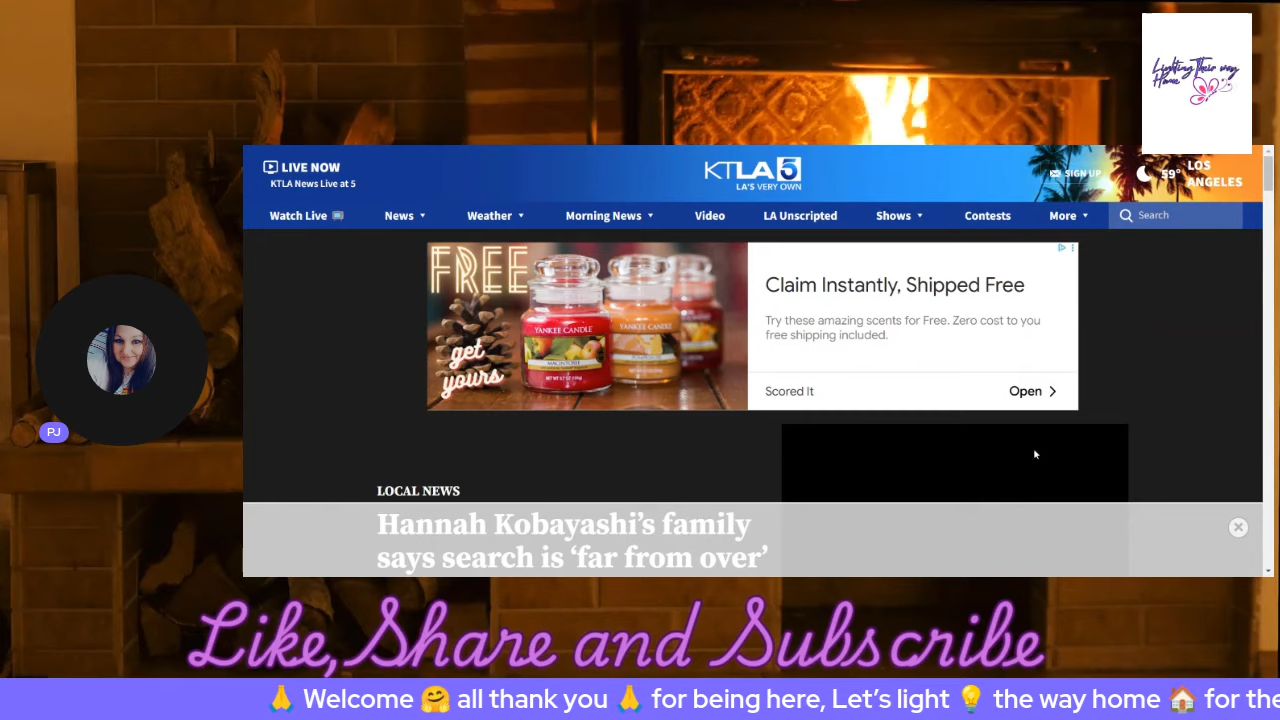 Lighting Their way
Home
LIVE NOW
KTLA News Live at 5
KTLA 5
LA'S VERY OWN
SIGN UP
59°
LOS
ANGELES
Watch Live
News
Weather
Morning News
Video
LA Unscripted
Shows
Contests
More
Search
FREE
get
yours
YANKEE CANDLE
MACINTOSH
YANKEE CANDLE
Claim Instantly, Shipped Free
Try these amazing scents for Free. Zero cost to you
free shipping included.
Scored It
Open
PJ
LOCAL NEWS
Hannah Kobayashi's family
says search is 'far from over'
Like, Share and Subscribe
🙏 Welcome 🤗 all thank you 🙏 for being here, Let's light 💡 the way home 🏠 for the